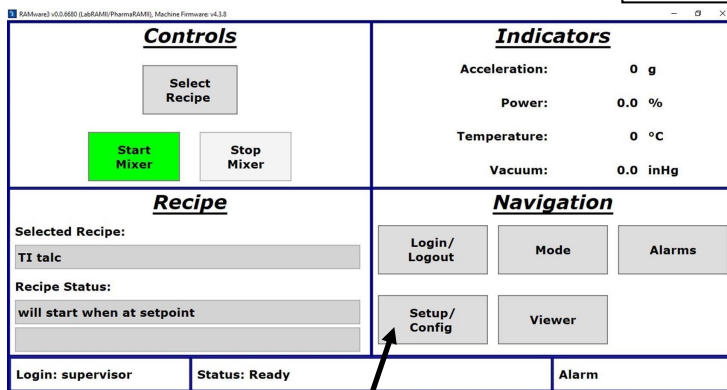 RAMware3 v0.0.6680 (LabRAMII/PharmaRAMII), Machine Firmware: v4.3.8
Controls
Select
Recipe
Start
Mixer
Stop
Mixer
Indicators
Acceleration: 0 g
Power: 0.0 %
Temperature: 0 °C
Vacuum: 0.0 inHg
Recipe
Selected Recipe:
TI talc
Recipe Status:
will start when at setpoint
Navigation
Login/
Logout
Mode
Alarms
Setup/
Config
Viewer
Login: supervisor
Status: Ready
Alarm